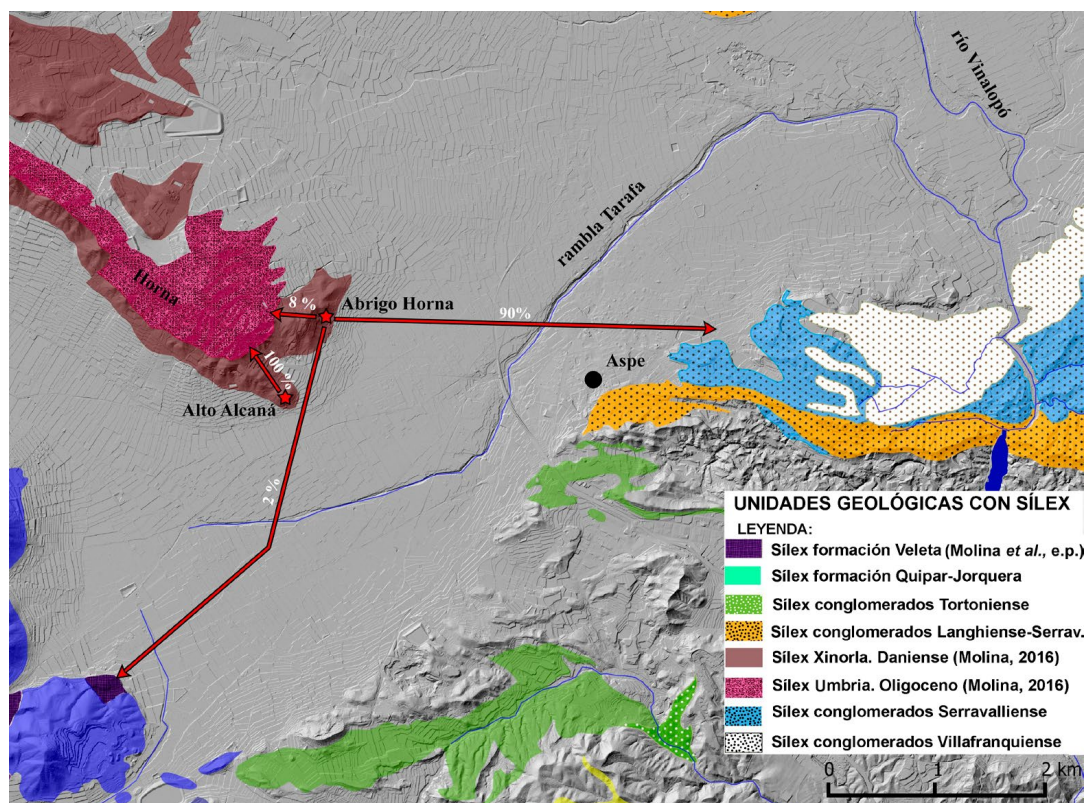 río Vinalopó
rambla Tarafa
Horna
8 %
Abrigo Horna
90%
100 %
Aspe
Alto Alcaná
2 %
UNIDADES GEOLÓGICAS CON SÍLEX
LEYENDA:
Sílex formación Veleta (Molina et al., e.p.)
Sílex formación Quipar-Jorquera
Sílex conglomerados Tortoniense
Sílex conglomerados Langhiense-Serrav.
Sílex Xinorla. Daniense (Molina, 2016)
Sílex Umbria. Oligoceno (Molina, 2016)
Sílex conglomerados Serravalliense
Sílex conglomerados Villafranquiense
0 1 2 km